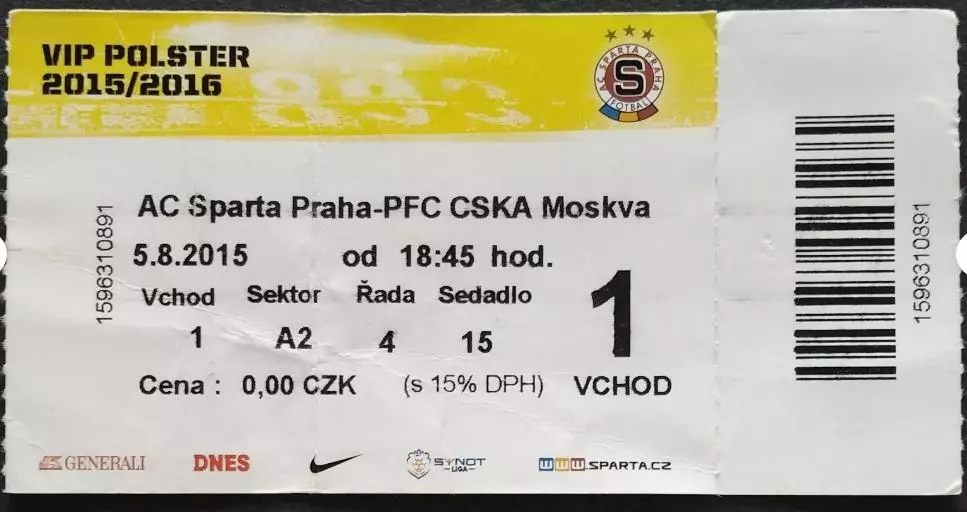 VIP POLSTER
2015/2016
AC SPARTA PRAHA
S
FOTBAL
AC Sparta Praha-PFC CSKA Moskva
5.8.2015 od 18:45 hod.
Vchod Sektor Řada Sedadlo
1 A2 4 15
1
Cena : 0,00 CZK (s 15% DPH) VCHOD
1596310891
1596310891
GENERALI DNES SYNOT LIGA WWW.SPARTA.CZ